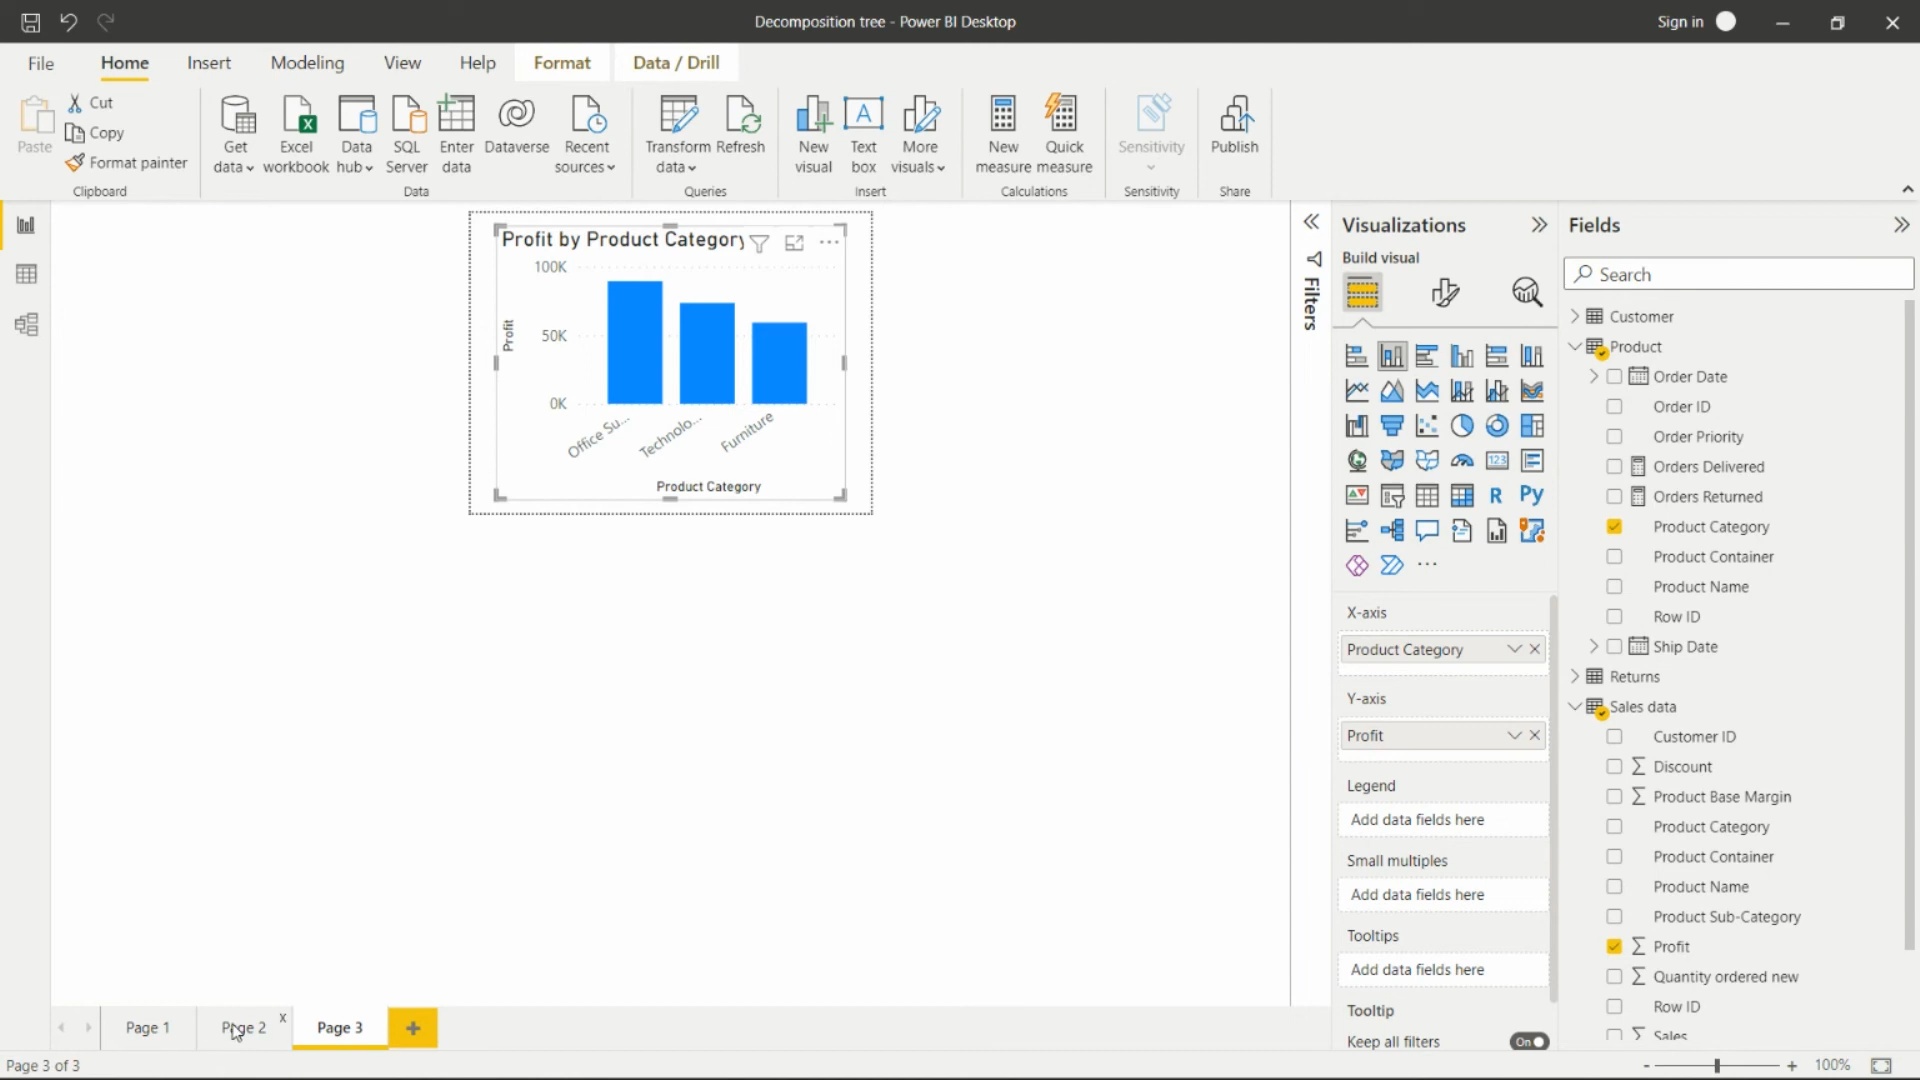 Decomposition tree - Power BI Desktop
Sign in
File
Home
Insert
Modeling
View
Help
Format
Data / Drill
Paste
Cut
Copy
Format painter
Clipboard
Get data
Excel workbook
Data hub
SQL Server
Enter data
Dataverse
Recent sources
Data
Transform data
Refresh
Queries
New visual
Text box
More visuals
Insert
New measure
Quick measure
Calculations
Sensitivity
Sensitivity
Publish
Share
Profit by Product Category
100K
50K
0K
Profit
Office Su...
Technolo...
Furniture
Product Category
Filters
Visualizations
Build visual
123
R
Py
X-axis
Product Category
Y-axis
Profit
Legend
Add data fields here
Small multiples
Add data fields here
Tooltips
Add data fields here
Tooltip
Keep all filters
On
Fields
Search
Customer
Product
Order Date
Order ID
Order Priority
Orders Delivered
Orders Returned
Product Category
Product Container
Product Name
Row ID
Ship Date
Returns
Sales data
Customer ID
Σ Discount
Σ Product Base Margin
Product Category
Product Container
Product Name
Product Sub-Category
Σ Profit
Σ Quantity ordered new
Row ID
Σ Sales
Page 1
Page 2
x
Page 3
+
Page 3 of 3
- + 100%